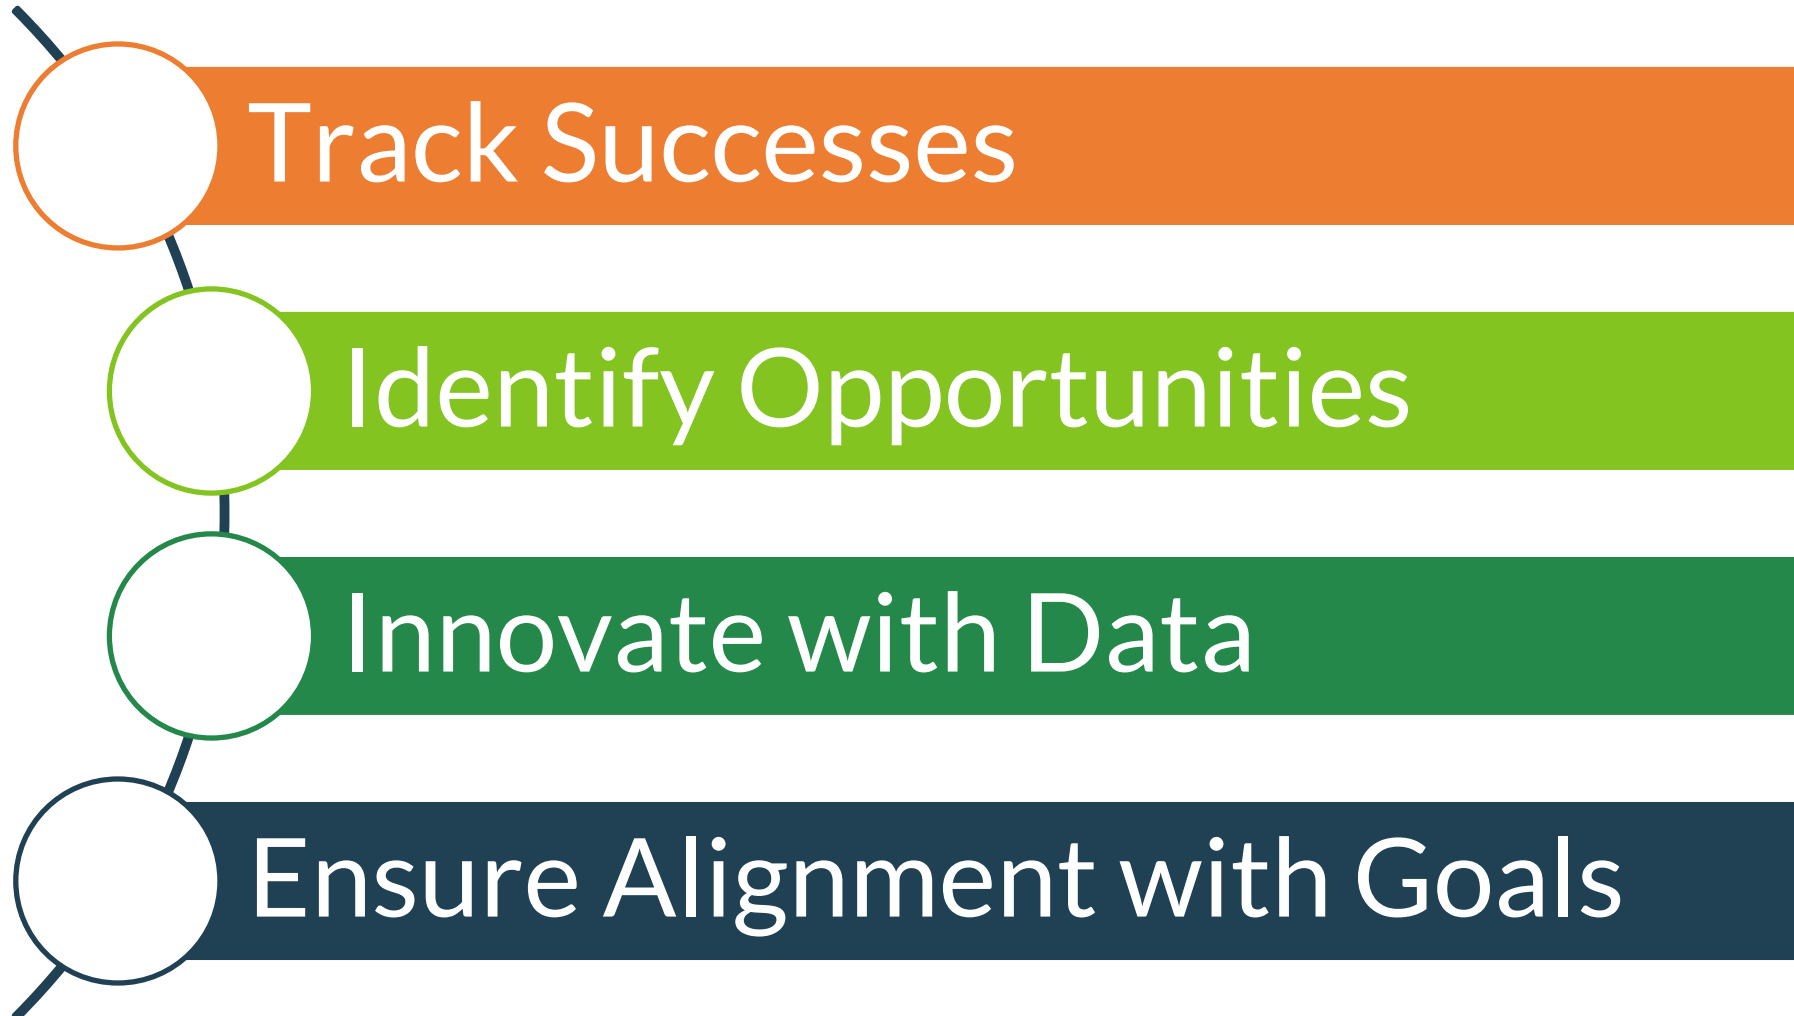 Track Successes
Identify Opportunities
Innovate with Data
Ensure Alignment with Goals